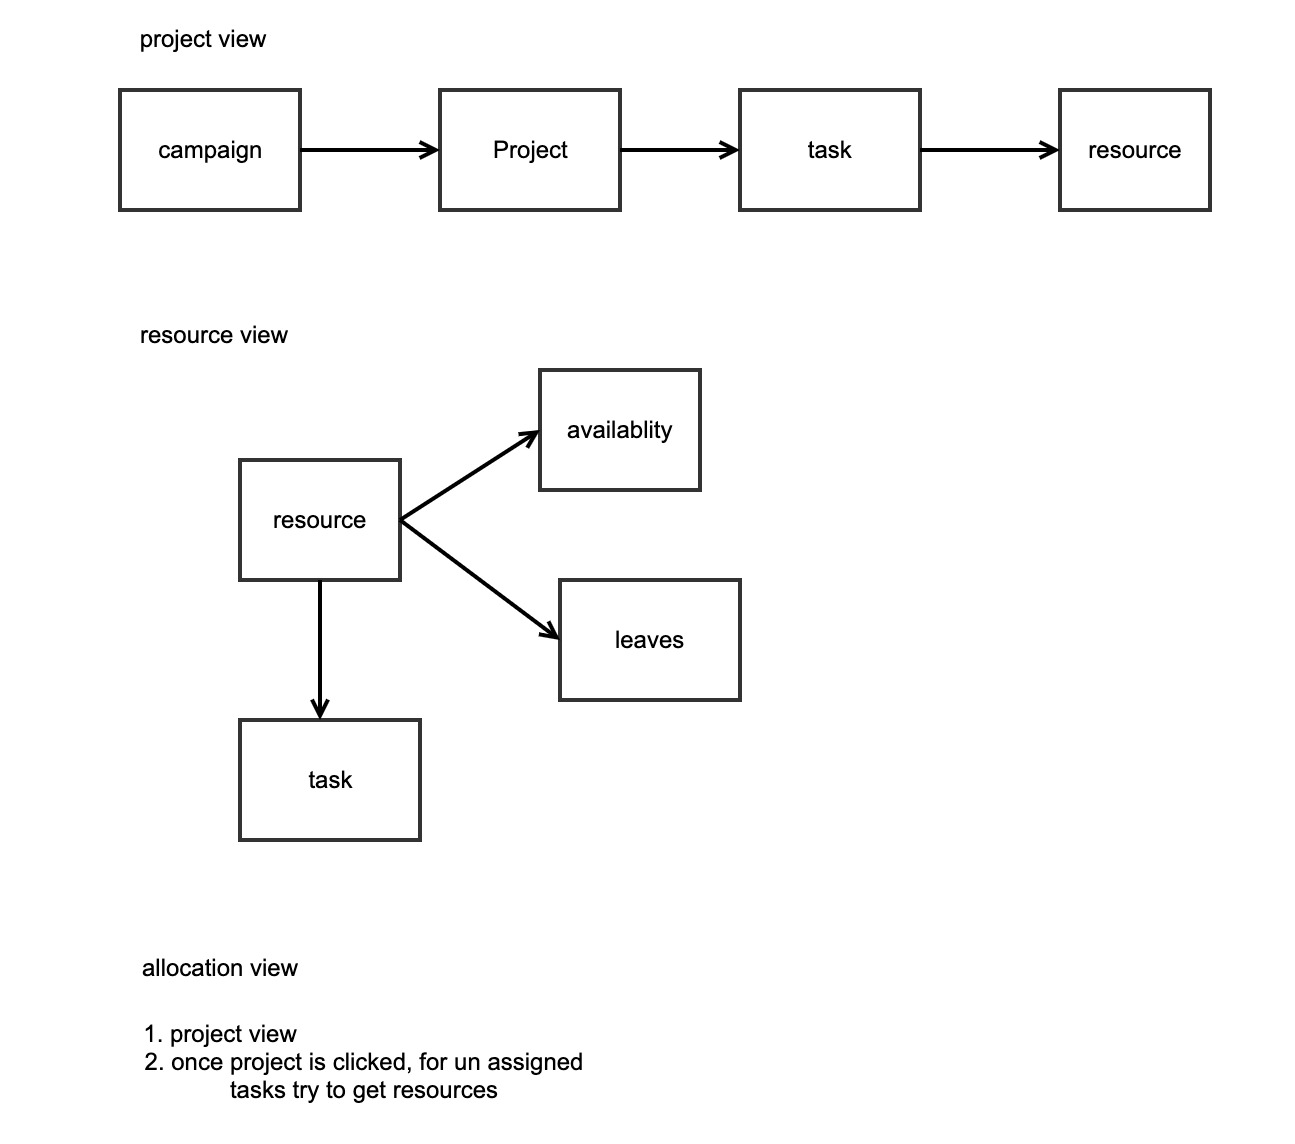 project view
campaign
Project
task
resource
resource view
availablity
resource
leaves
task
allocation view
1. project view
2. once project is clicked, for un assigned
tasks try to get resources